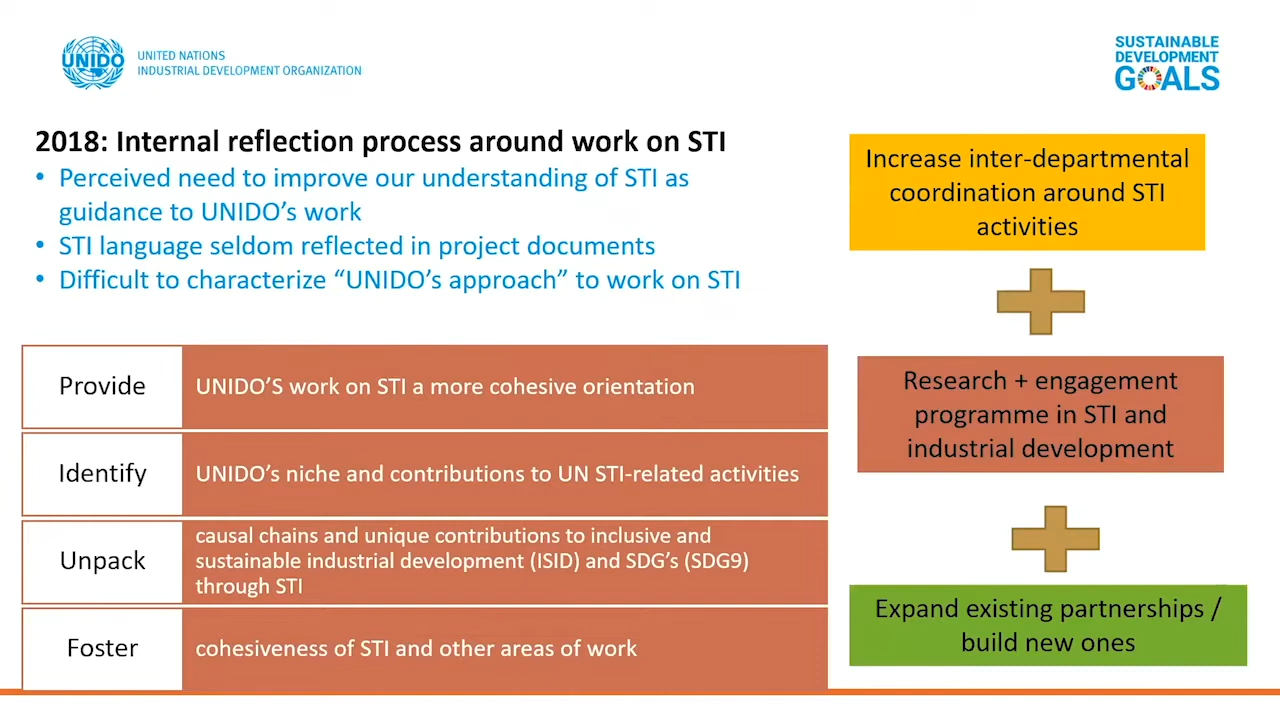 UNIDO
UNITED NATIONS
INDUSTRIAL DEVELOPMENT ORGANIZATION
SUSTAINABLE
DEVELOPMENT
GOALS
2018: Internal reflection process around work on STI
• Perceived need to improve our understanding of STI as
guidance to UNIDO’s work
• STI language seldom reflected in project documents
• Difficult to characterize “UNIDO’s approach” to work on STI
Provide
UNIDO’S work on STI a more cohesive orientation
Identify
UNIDO’s niche and contributions to UN STI-related activities
Unpack
causal chains and unique contributions to inclusive and
sustainable industrial development (ISID) and SDG’s (SDG9)
through STI
Foster
cohesiveness of STI and other areas of work
Increase inter-departmental
coordination around STI
activities
Research + engagement
programme in STI and
industrial development
Expand existing partnerships /
build new ones